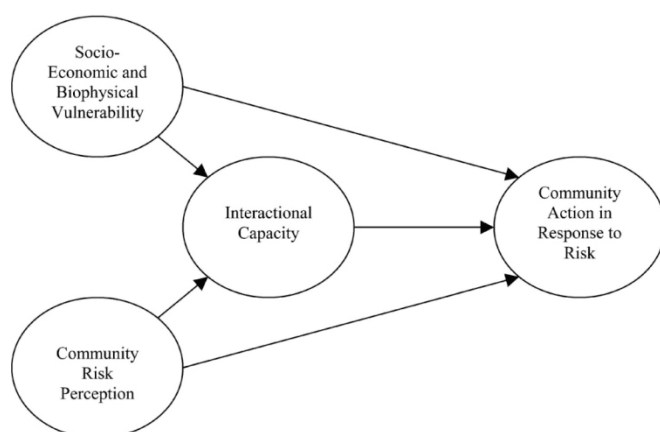 Socio-
Economic and
Biophysical
Vulnerability
Interactional
Capacity
Community
Action in
Response to
Risk
Community
Risk
Perception